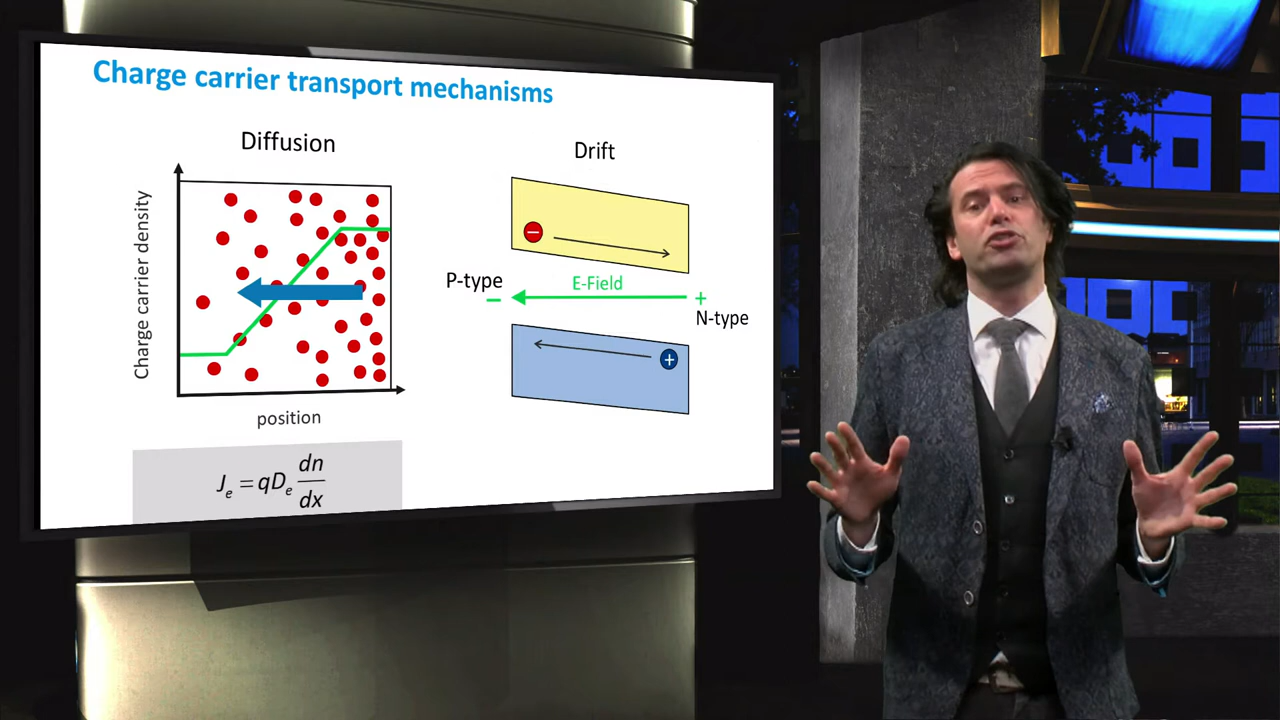 Charge carrier transport mechanisms
Diffusion
Charge carrier density
position
J_e = qD_e dn/dx
Drift
−
P-type
−
E-Field
+
N-type
+